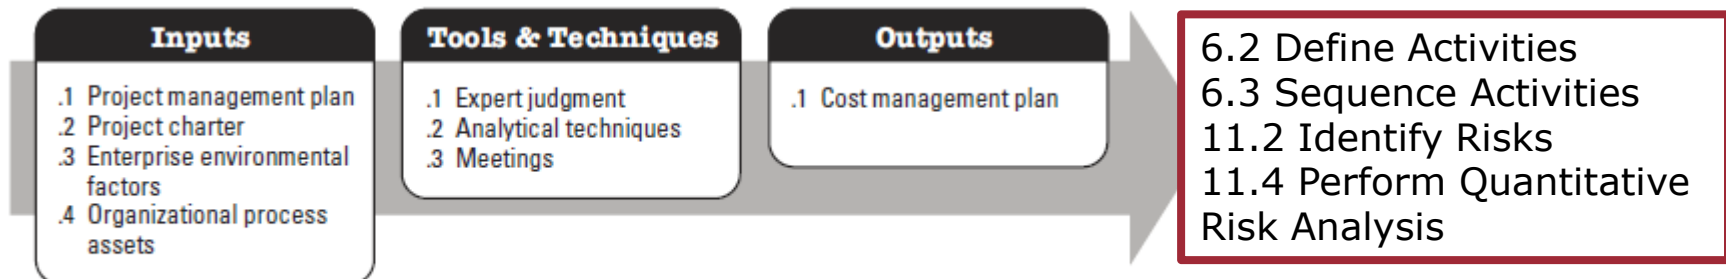 Inputs
.1 Project management plan
.2 Project charter
.3 Enterprise environmental
factors
.4 Organizational process
assets
Tools & Techniques
.1 Expert judgment
.2 Analytical techniques
.3 Meetings
Outputs
.1 Cost management plan
6.2 Define Activities
6.3 Sequence Activities
11.2 Identify Risks
11.4 Perform Quantitative
Risk Analysis